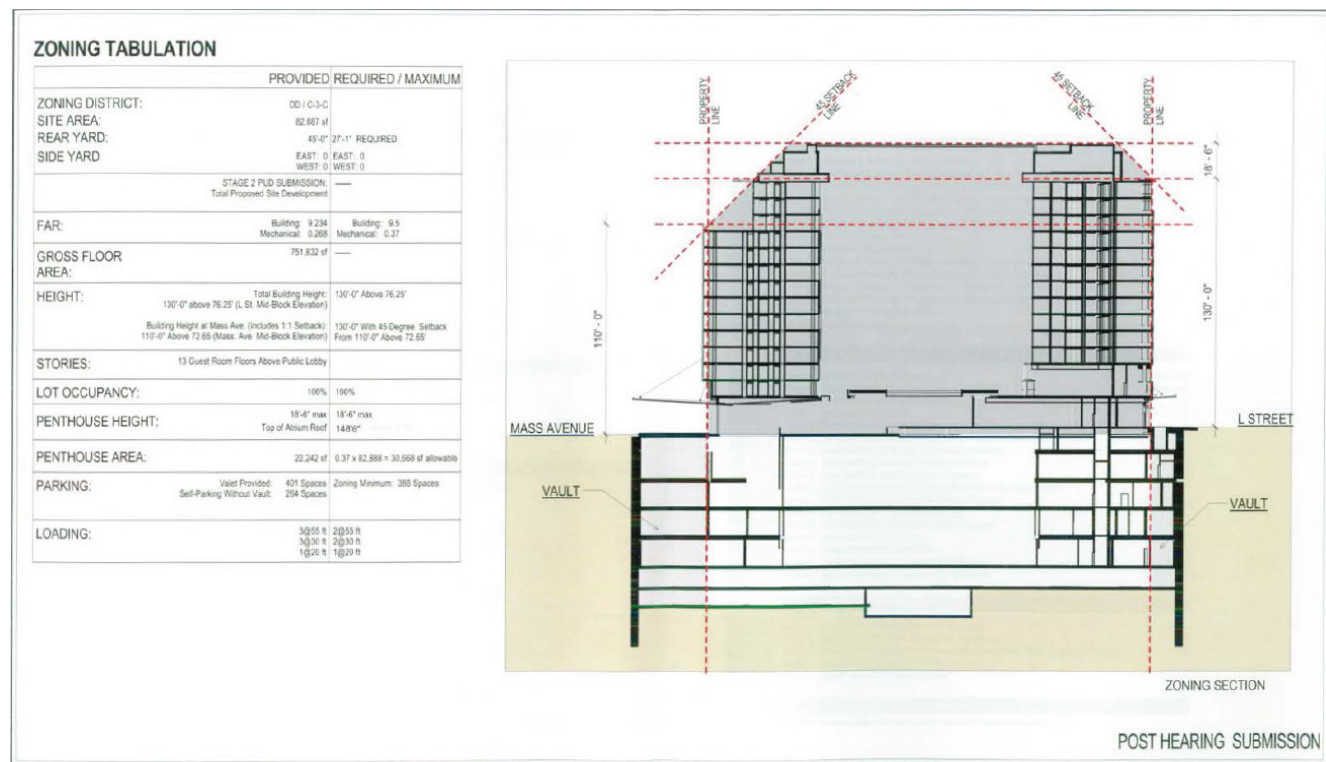 ZONING TABULATION
PROVIDED REQUIRED / MAXIMUM
ZONING DISTRICT: DD / C-3-C
SITE AREA: 82,887 sf
REAR YARD: 45'-0" 27'-1" REQUIRED
SIDE YARD EAST: 0 EAST: 0
WEST: 0 WEST: 0
STAGE 2 PUD SUBMISSION: —
Total Proposed Site Development
FAR: Building: 9.234 Building: 9.5
Mechanical: 0.268 Mechanical: 0.37
GROSS FLOOR AREA: 751,832 sf —
HEIGHT: Total Building Height: 130'-0" Above 76.25'
130'-0" above 76.25' (L St. Mid-Block Elevation)
Building Height at Mass Ave. (includes 1:1 Setback): 130'-0" With 45-Degree Setback
110'-0" Above 72.65 (Mass. Ave. Mid-Block Elevation) From 110'-0" Above 72.65'
STORIES: 13 Guest Room Floors Above Public Lobby
LOT OCCUPANCY: 100% 100%
PENTHOUSE HEIGHT: 18'-6" max 18'-6" max
Top of Atrium Roof 148'6"
PENTHOUSE AREA: 22,242 sf 0.37 x 82,888 = 30,668 sf allowable
PARKING: Valet Provided: 401 Spaces Zoning Minimum: 388 Spaces
Self-Parking Without Vault: 254 Spaces
LOADING: 3@55 ft 2@55 ft
3@30 ft 2@30 ft
1@20 ft 1@20 ft
PROPERTY LINE
45 SETBACK LINE
45 SETBACK LINE
PROPERTY LINE
18' - 6"
110' - 0"
130' - 0"
MASS AVENUE
L STREET
VAULT
VAULT
ZONING SECTION
POST HEARING SUBMISSION